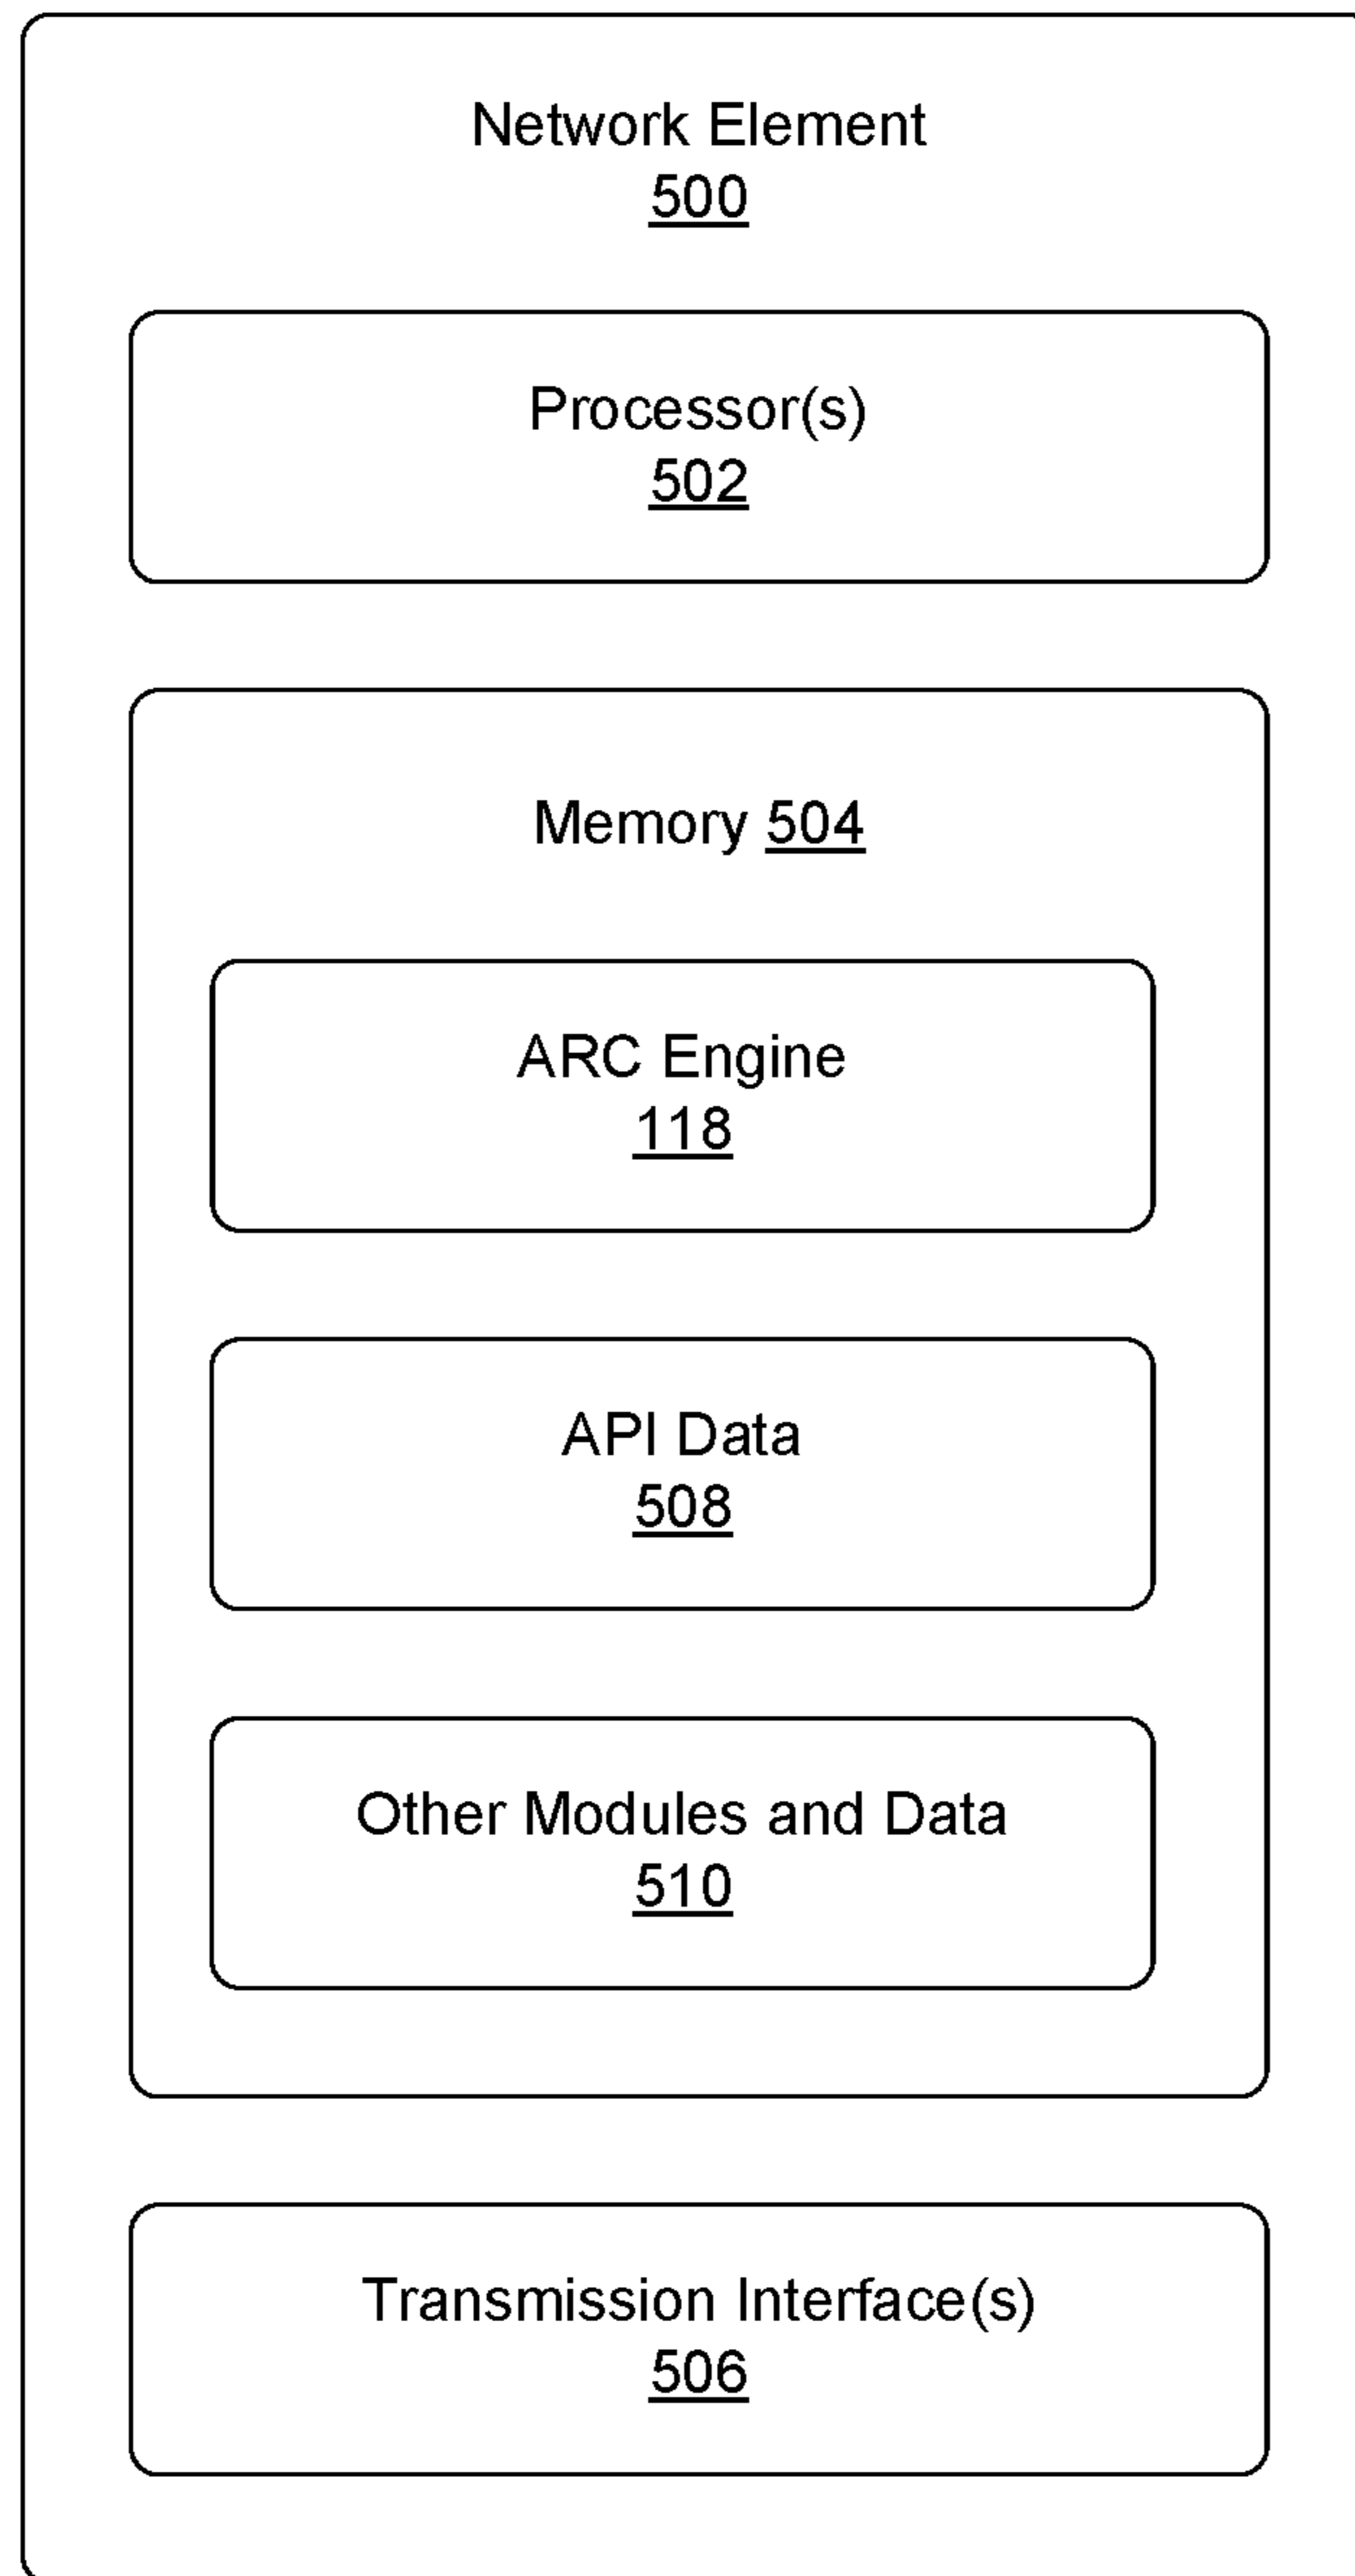 Network Element
500
Processor(s)
502
Memory 504
ARC Engine
118
API Data
508
Other Modules and Data
510
Transmission Interface(s)
506